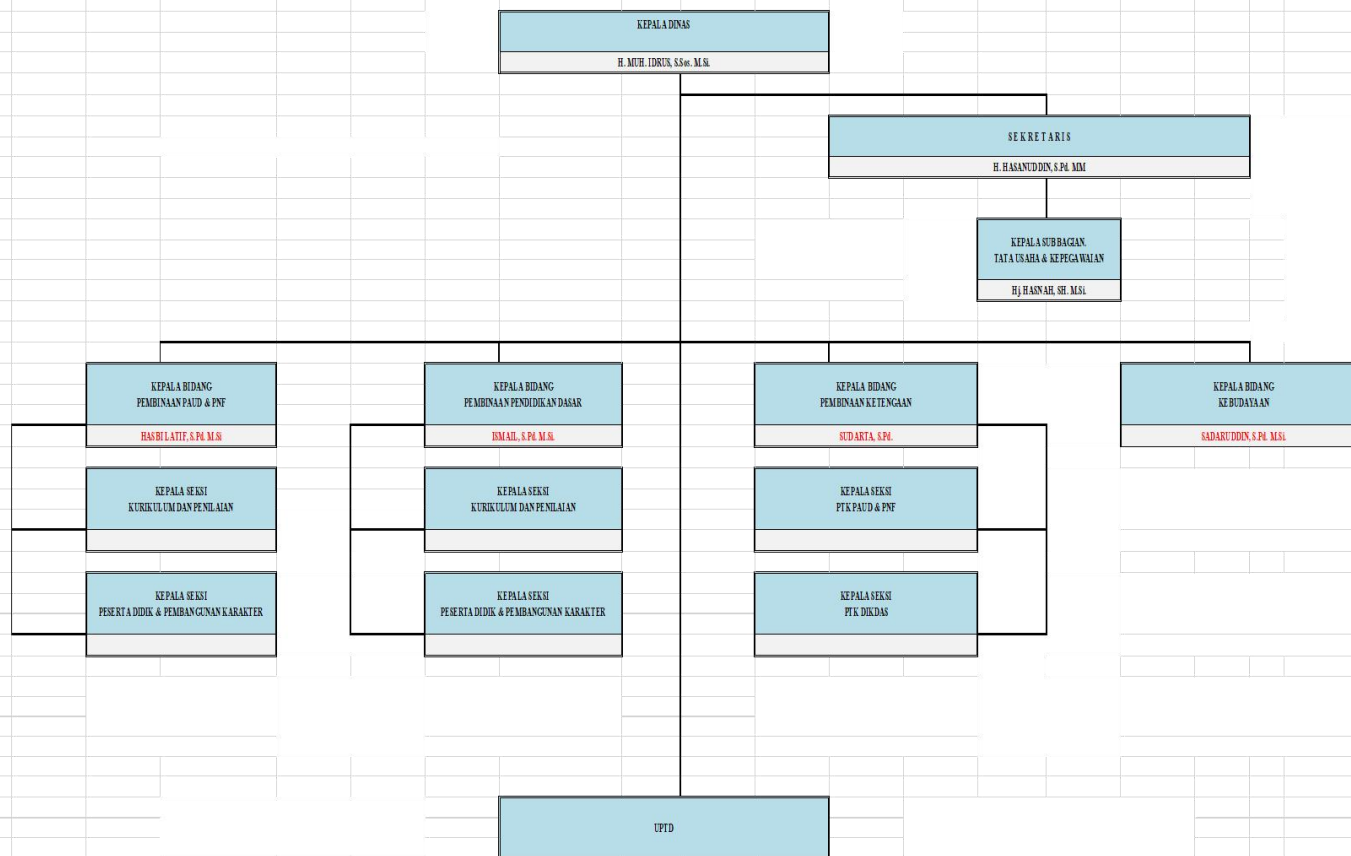 KEPALA DINAS
H. MUH. IDRUS, S.Sos. M.Si.
SEKRETARIS
H. HASANUDDIN, S.Pd. MM
KEPALA SUB BAGIAN.
TATA USAHA & KEPEGAWAIAN
Hj. HASNAH, SH. M.Si.
KEPALA BIDANG
PEMBINAAN PAUD & PNF
HASBI LATIF, S.Pd. M.Si
KEPALA BIDANG
PEMBINAAN PENDIDIKAN DASAR
ISMAIL, S.Pd. M.Si.
KEPALA BIDANG
PEMBINAAN KETENGAAN
SUDARTA, S.Pd.
KEPALA BIDANG
KEBUDAYAAN
SADARUDDIN, S.Pd. M.Si.
KEPALA SEKSI
KURIKULUM DAN PENILAIAN
KEPALA SEKSI
KURIKULUM DAN PENILAIAN
KEPALA SEKSI
PTK PAUD & PNF
KEPALA SEKSI
PESERTA DIDIK & PEMBANGUNAN KARAKTER
KEPALA SEKSI
PESERTA DIDIK & PEMBANGUNAN KARAKTER
KEPALA SEKSI
PTK DIKDAS
UPTD